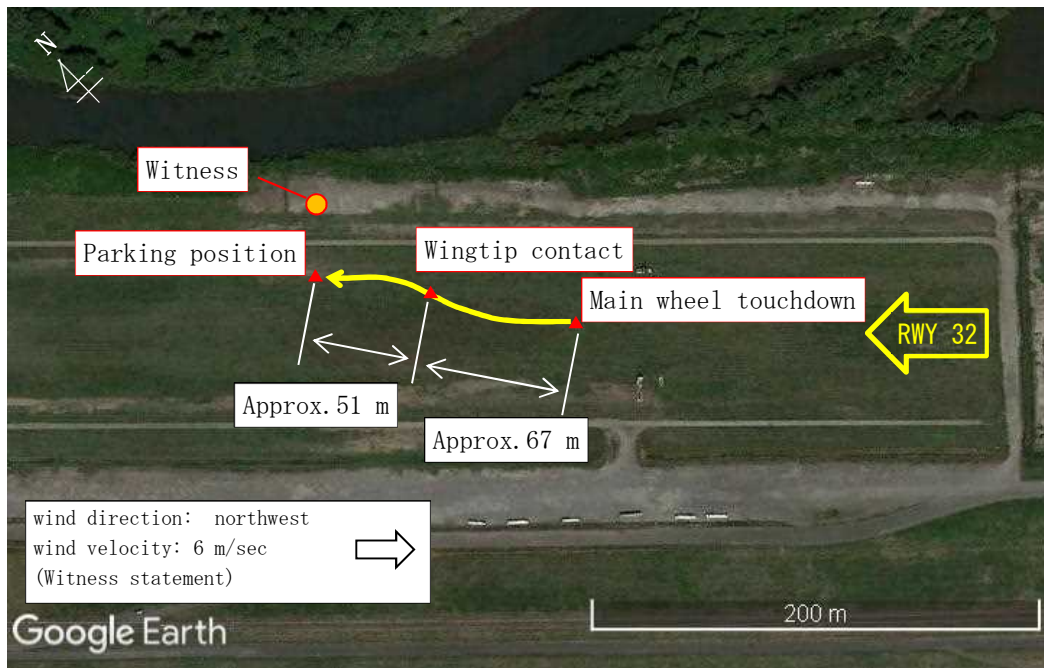 N
Witness
Parking position
Wingtip contact
Main wheel touchdown
RWY 32
Approx.51 m
Approx.67 m
wind direction:  northwest
wind velocity: 6 m/sec
(Witness statement)
200 m
Google Earth